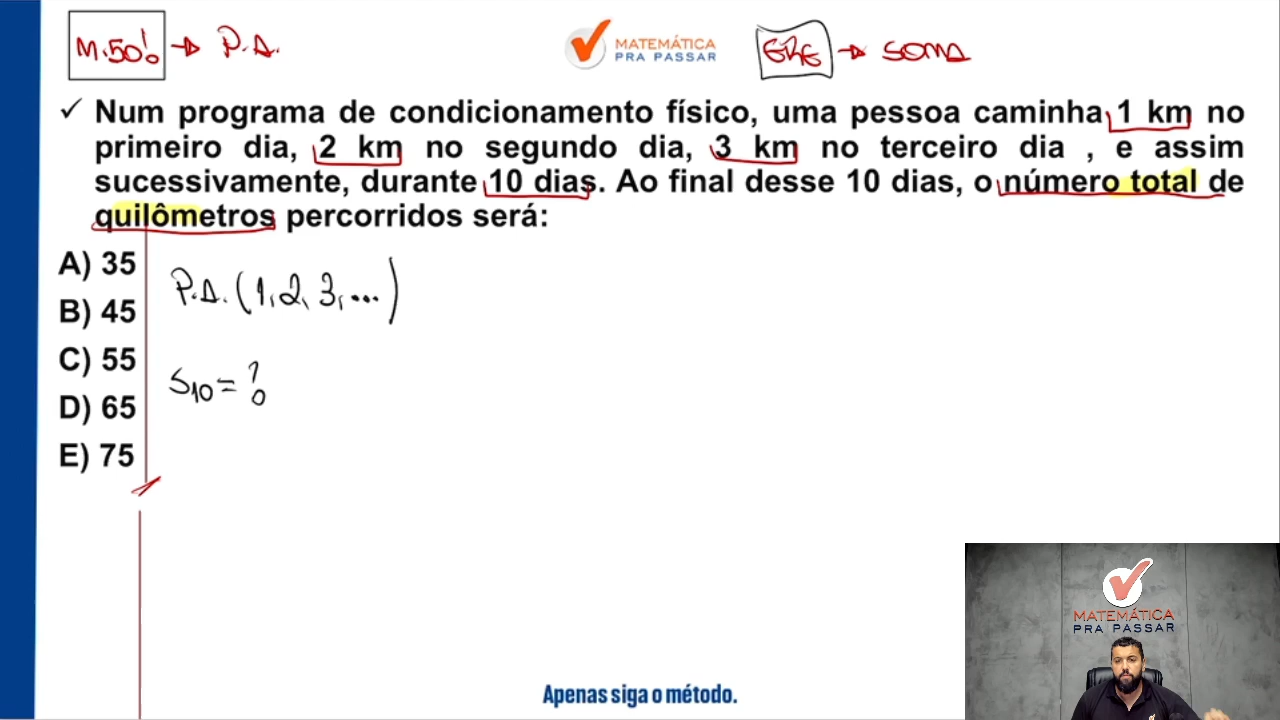 M.50! → P.A.
MATEMÁTICA
PRA PASSAR
→ SOMA
✓ Num programa de condicionamento físico, uma pessoa caminha 1 km no
primeiro dia, 2 km no segundo dia, 3 km no terceiro dia , e assim
sucessivamente, durante 10 dias. Ao final desse 10 dias, o número total de
quilômetros percorridos será:
A) 35
B) 45
C) 55
D) 65
E) 75
P.A. (1, 2, 3, ...)
S10 = ?
MATEMÁTICA
PRA PASSAR
Apenas siga o método.